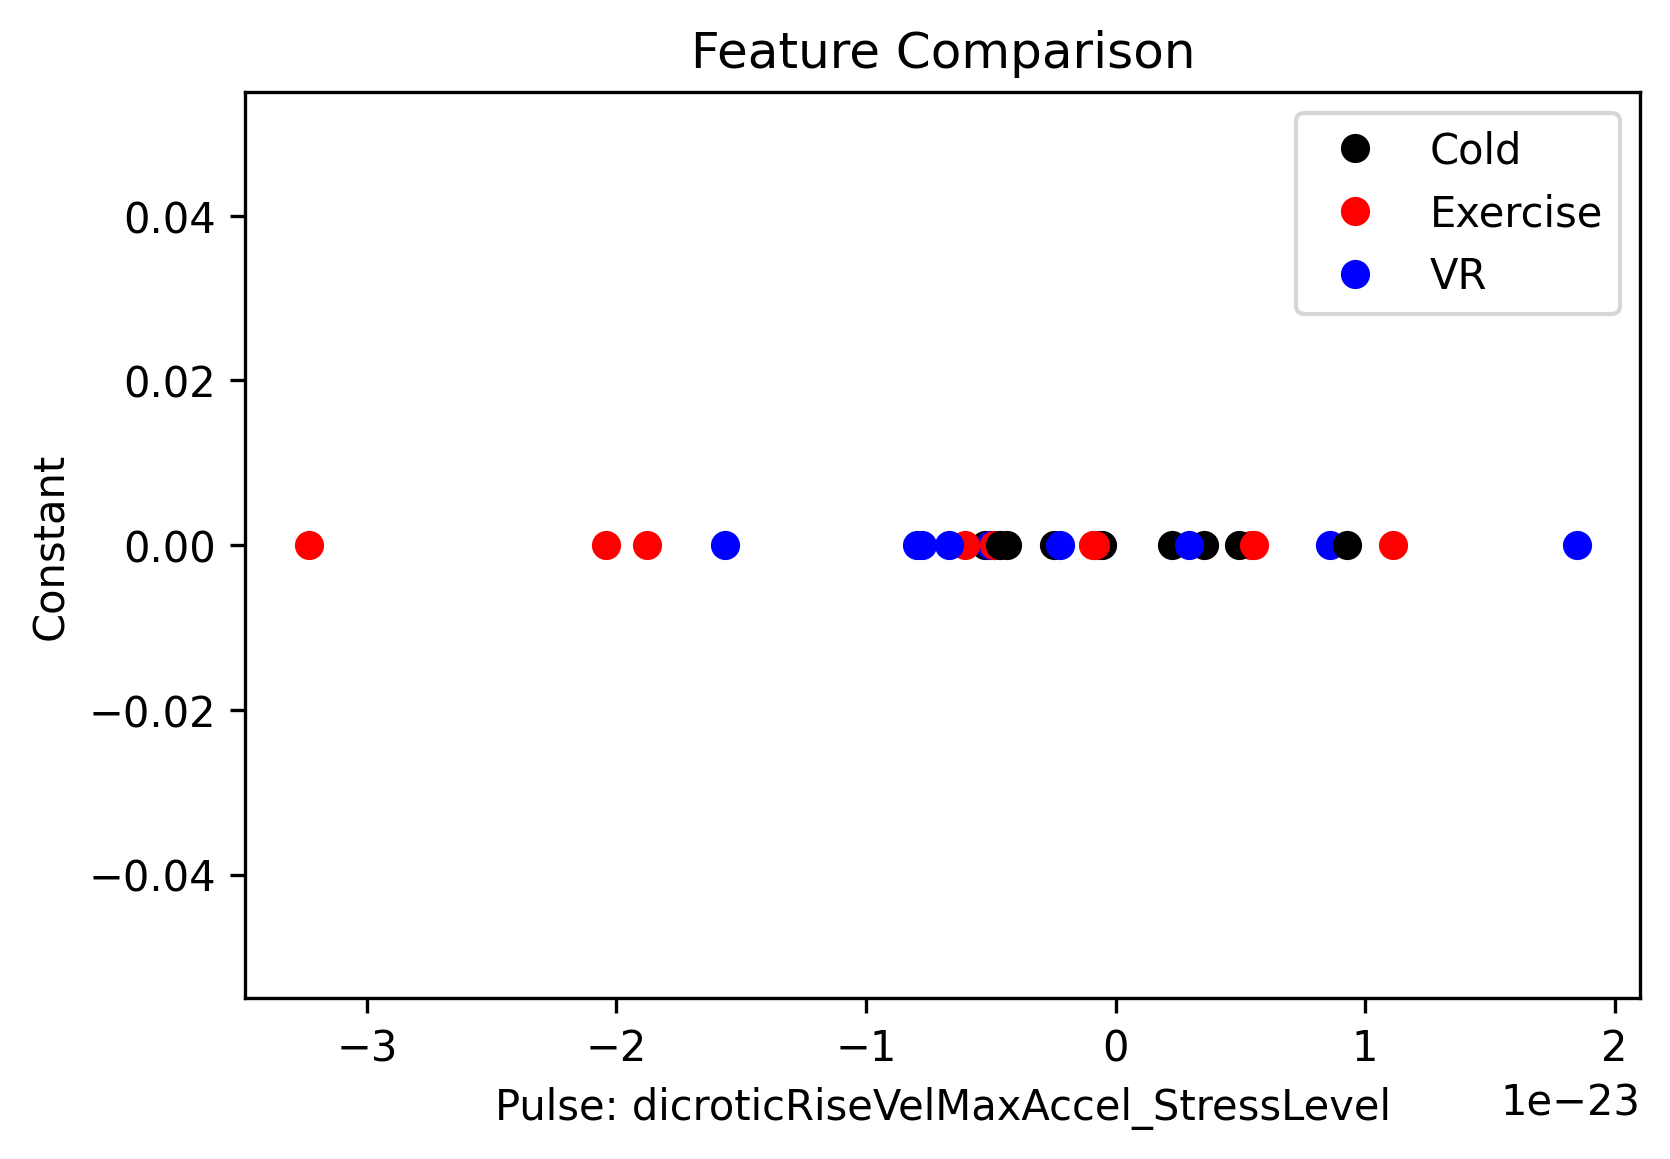 Feature Comparison
Cold
Exercise
VR
0.04
0.02
0.00
−0.02
−0.04
Constant
−3
−2
−1
0
1
2
1e−23
Pulse: dicroticRiseVelMaxAccel_StressLevel